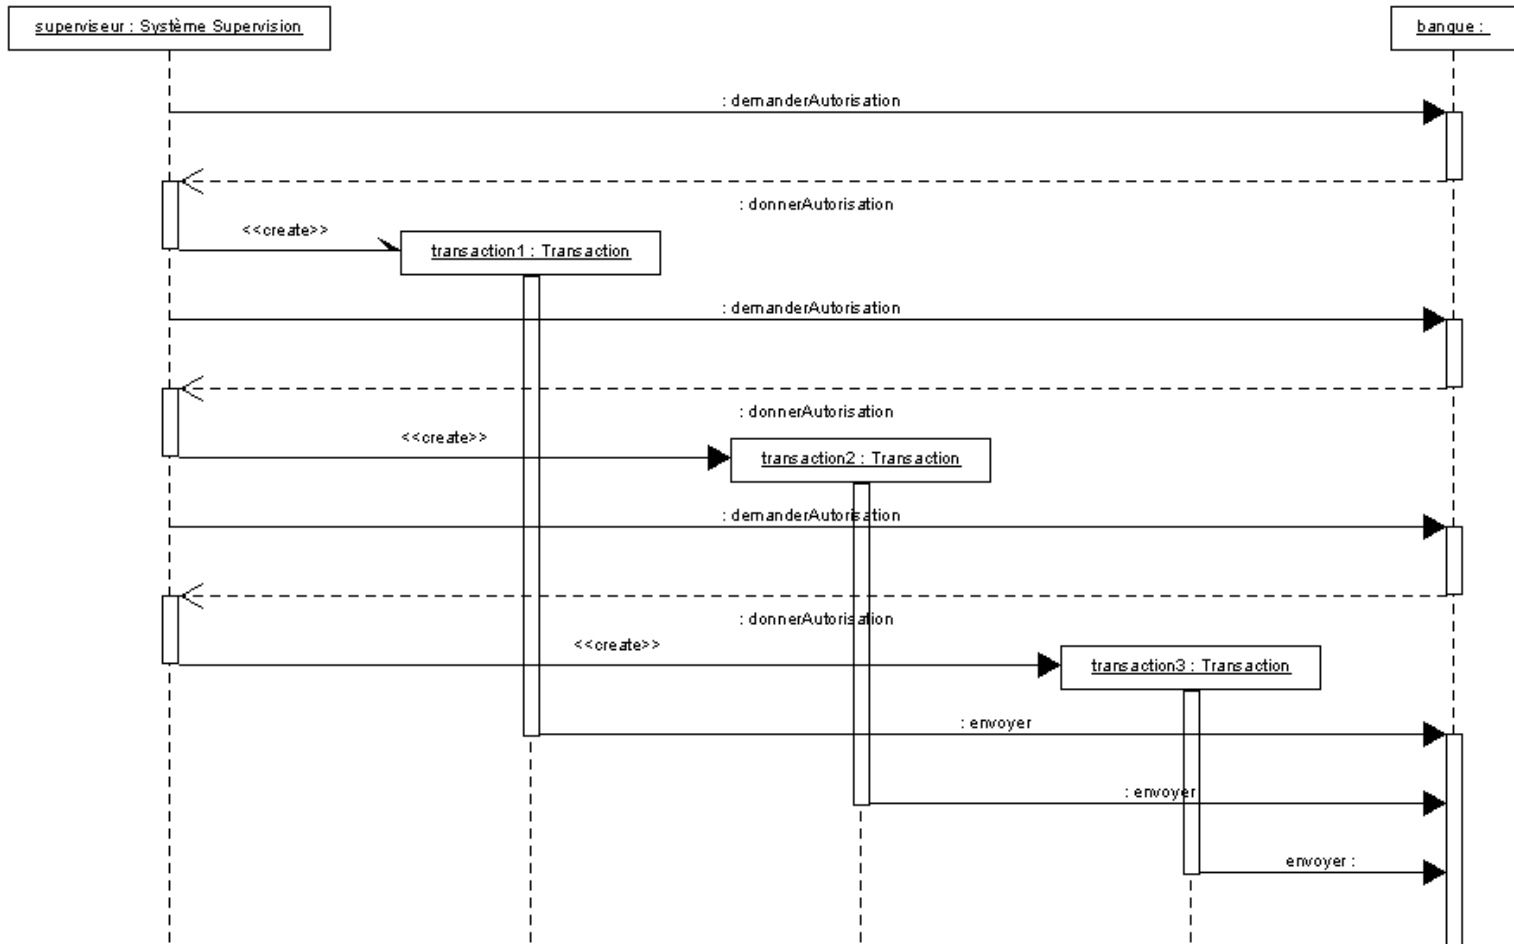 superviseur : Système Supervision
banque :
: demanderAutorisation
: donnerAutorisation
<<create>>
transaction1 : Transaction
: demanderAutorisation
: donnerAutorisation
<<create>>
transaction2 : Transaction
: demanderAutorisation
: donnerAutorisation
<<create>>
transaction3 : Transaction
: envoyer
: envoyer
envoyer :